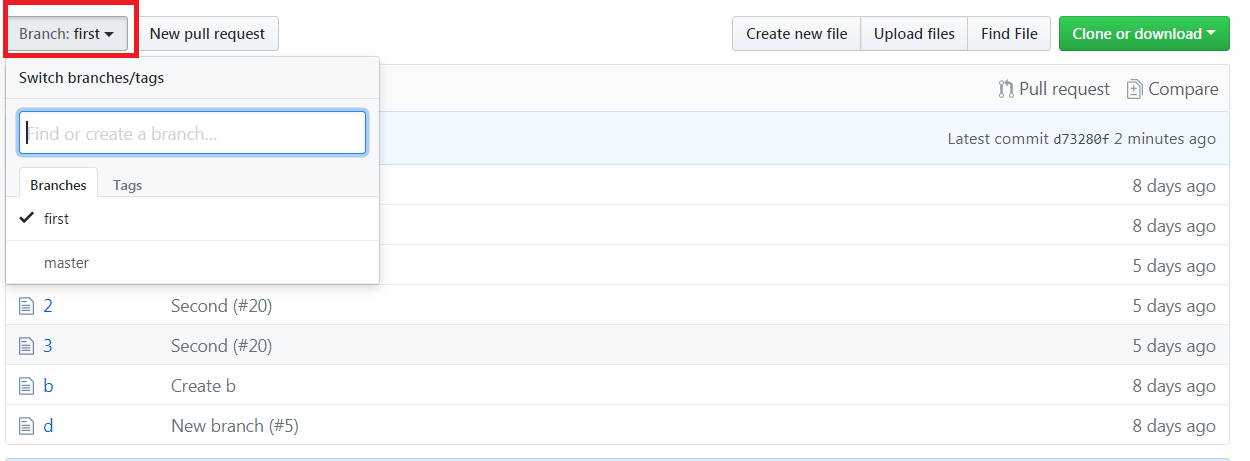 Branch: first New pull request Create new file Upload files Find File Clone or download
Switch branches/tags
Pull request Compare
Find or create a branch...
Latest commit d73280f 2 minutes ago
Branches Tags 8 days ago
first 8 days ago
master 5 days ago
2 Second (#20) 5 days ago
3 Second (#20) 5 days ago
b Create b 8 days ago
d New branch (#5) 8 days ago